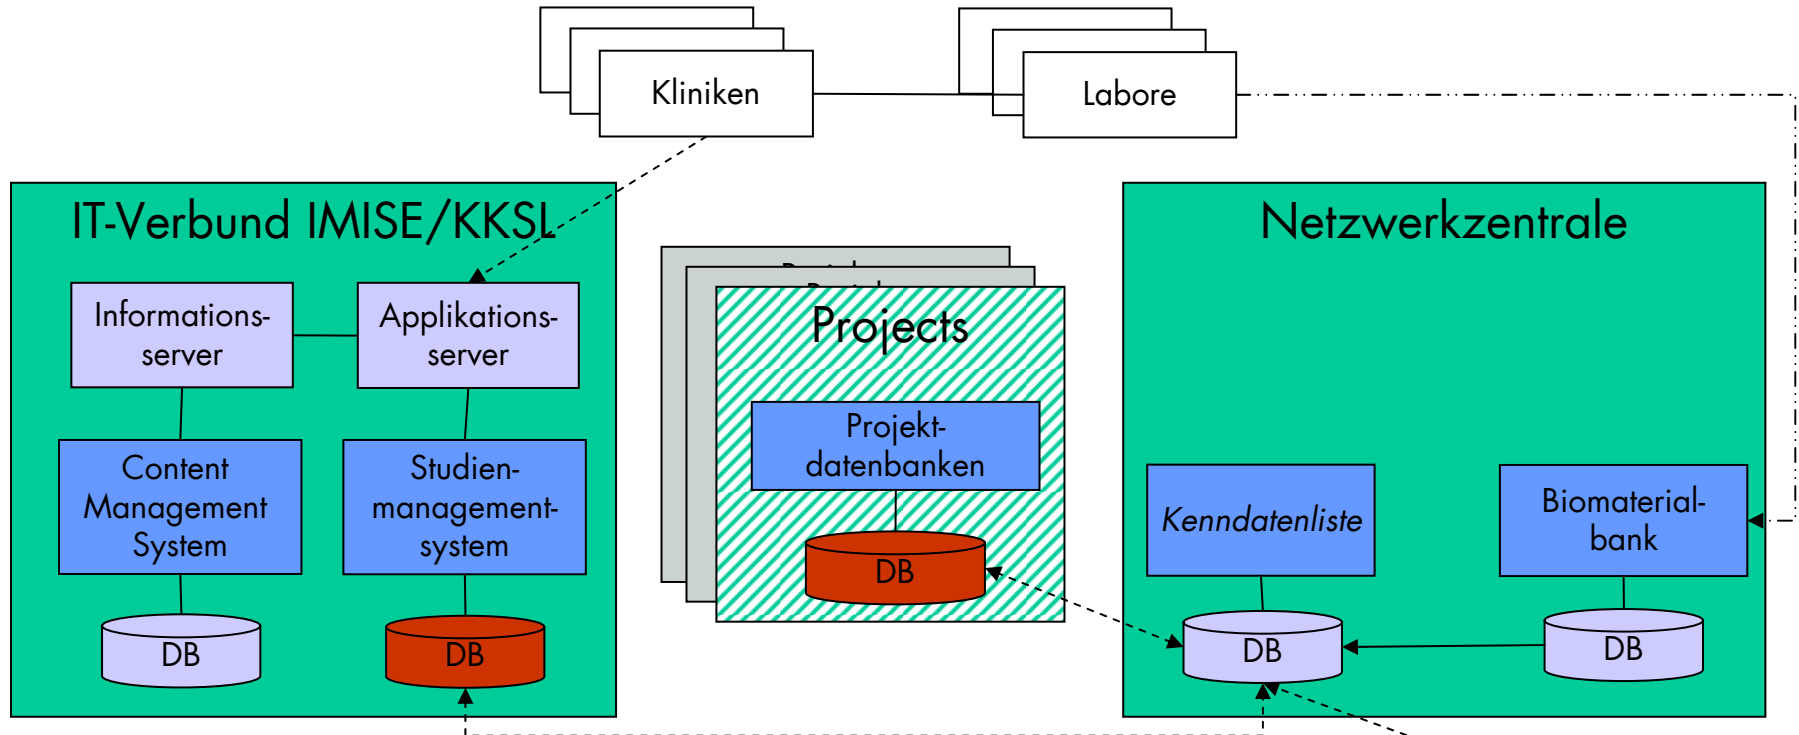 Kliniken
Labore
IT-Verbund IMISE/KKSL
Informations-
server
Applikations-
server
Content
Management
System
Studien-
management-
system
DB
DB
Projects
Projekt-
datenbanken
DB
Netzwerkzentrale
Kenndatenliste
Biomaterial-
bank
DB
DB